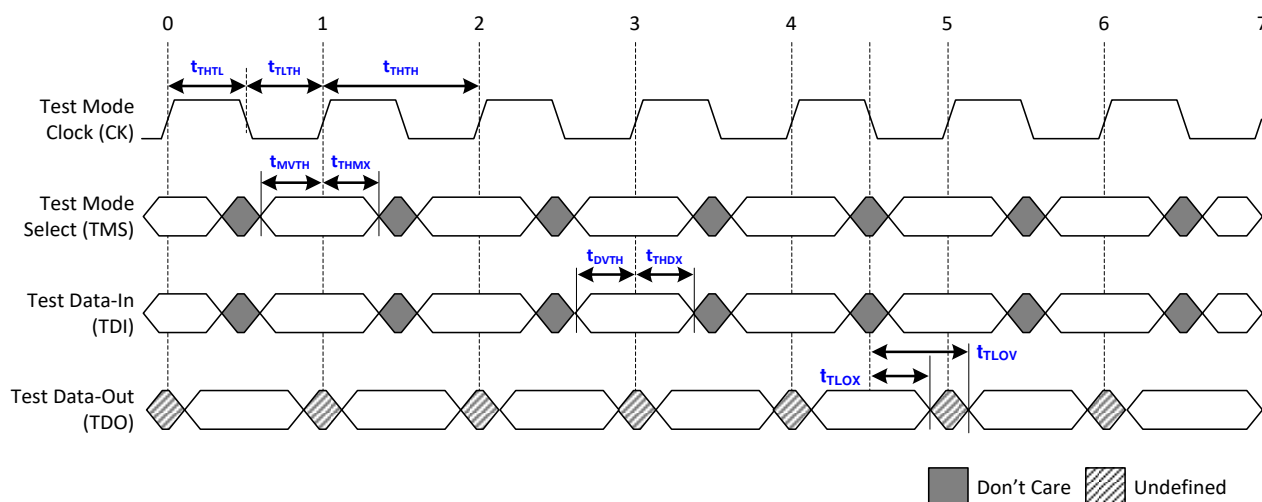 0 1 2 3 4 5 6 7
tTHTL tTLTH tTHTH
Test Mode
Clock (CK)
tMVTH tTHMX
Test Mode
Select (TMS)
tDVTH tTHDX
Test Data-In
(TDI)
tTLOV
tTLOX
Test Data-Out
(TDO)
Don't Care Undefined